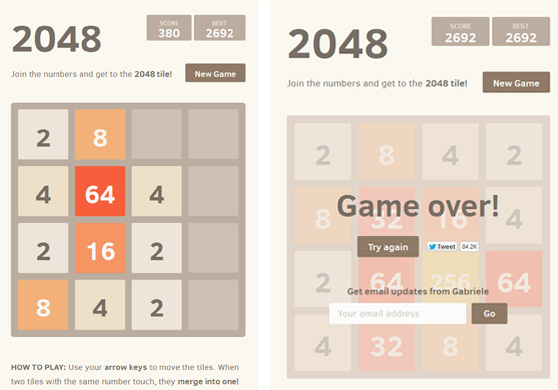 2048
SCORE
380
BEST
2692
Join the numbers and get to the 2048 tile!
New Game
2 8
4 64 4
2 16 2
8 4 2
HOW TO PLAY: Use your arrow keys to move the tiles. When
two tiles with the same number touch, they merge into one!
2048
SCORE
2692
BEST
2692
Join the numbers and get to the 2048 tile!
New Game
2 8 4 2
8 32 16 4
Game over!
Try again
Tweet 84.2K
2 64 256 64
Get email updates from Gabriele
Your email address
Go
4 32 8 4